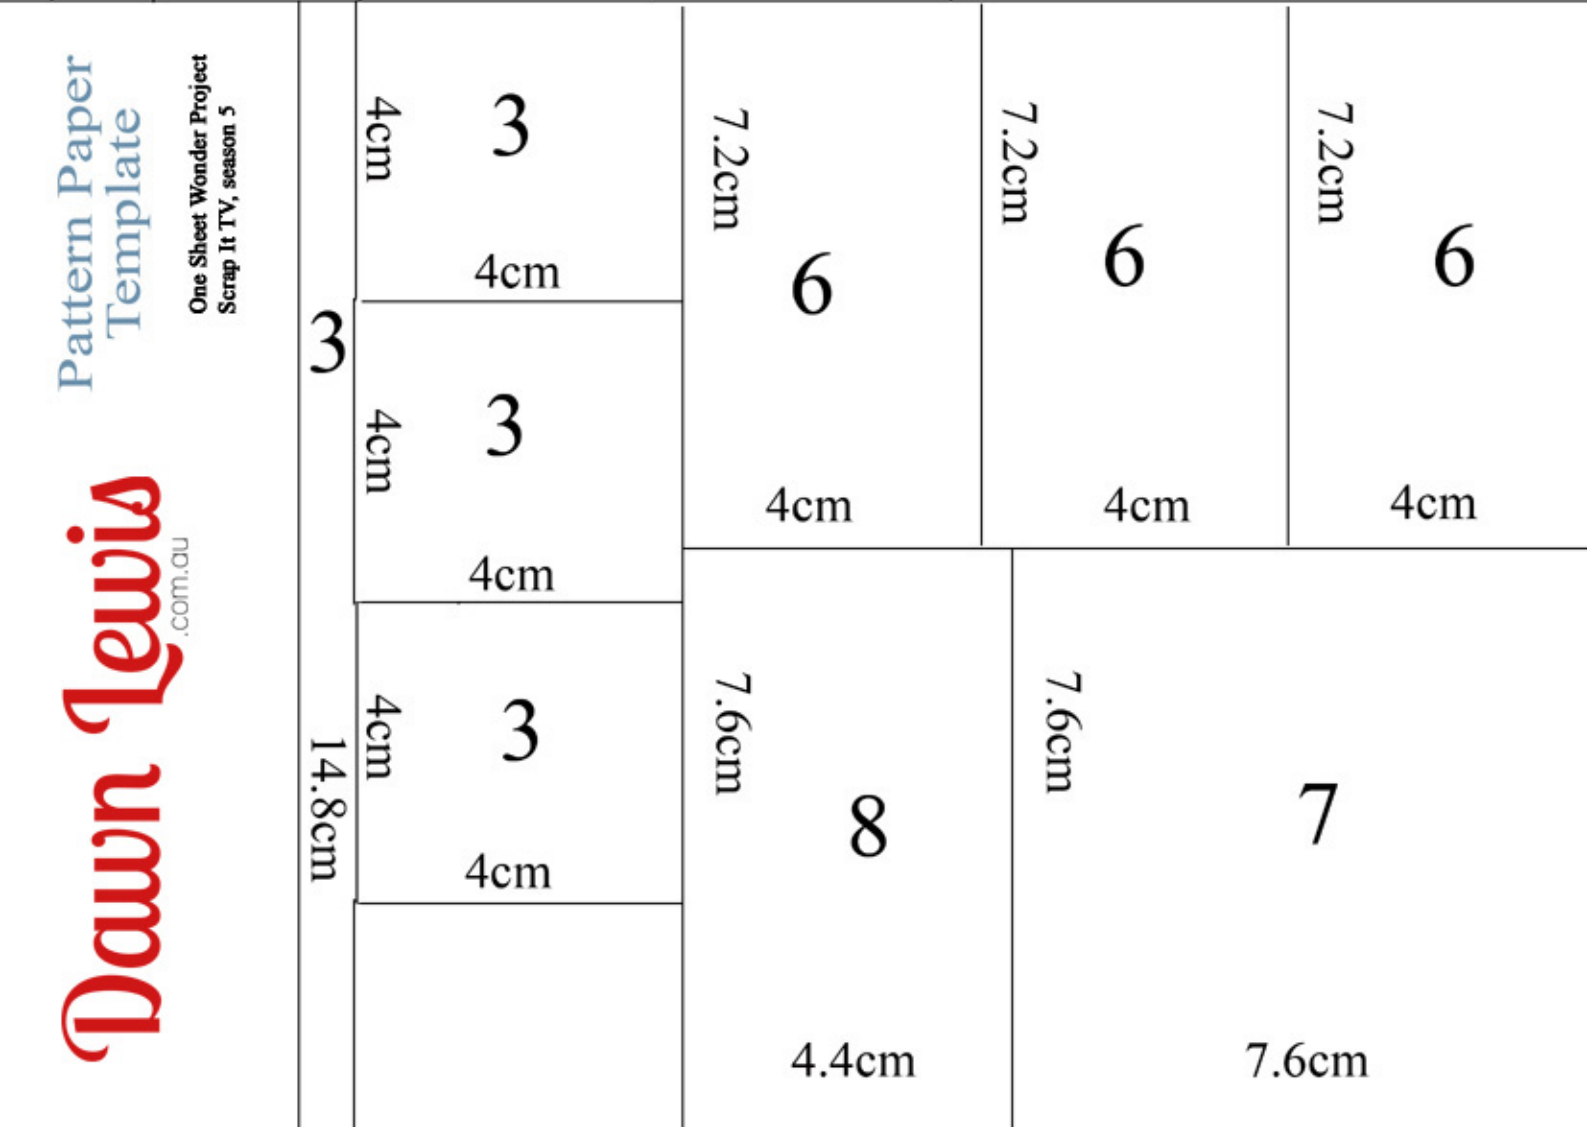 Pattern Paper
Template
One Sheet Wonder Project
Scrap It TV, season 5
Dawn Lewis
.com.au
3
14.8cm
4cm
3
4cm
4cm
3
4cm
4cm
3
4cm
7.2cm
6
4cm
7.2cm
6
4cm
7.2cm
6
4cm
7.6cm
8
4.4cm
7.6cm
7
7.6cm